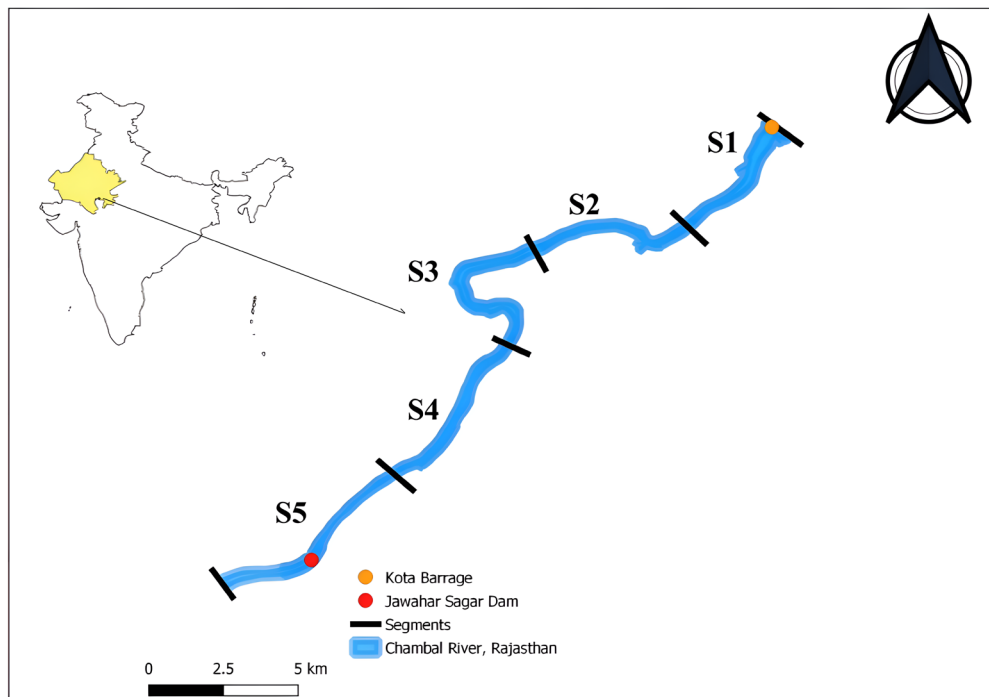 S1
S2
S3
S4
S5
Kota Barrage
Jawahar Sagar Dam
Segments
Chambal River, Rajasthan
0 2.5 5 km